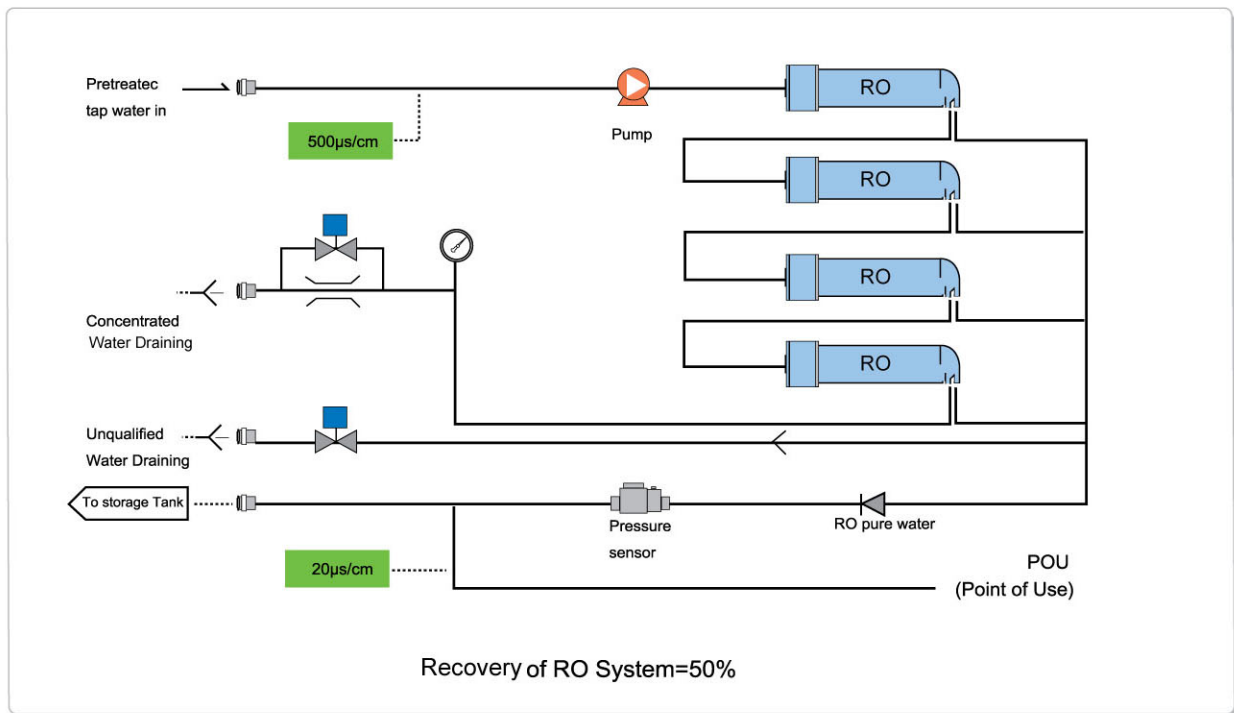 Pretreatec
tap water in
500µs/cm
Pump
RO
RO
RO
RO
Concentrated
Water Draining
Unqualified
Water Draining
To storage Tank
Pressure
sensor
RO pure water
20µs/cm
POU
(Point of Use)
Recovery of RO System=50%